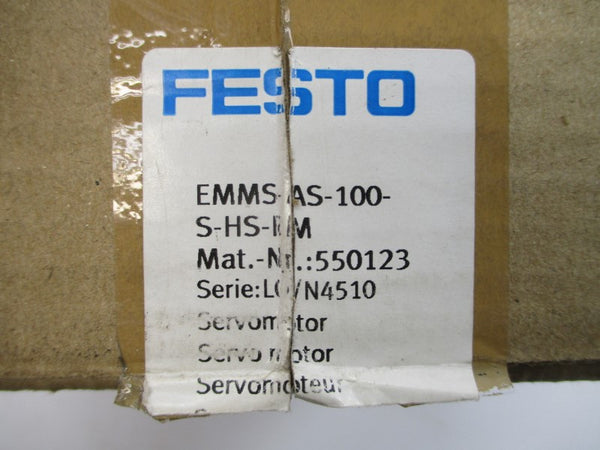 FESTO
EMMS-AS-100-
S-HS-RM
Mat.-Nr.:550123
Serie: /N4510
Servomotor
Servo motor
Servomoteur